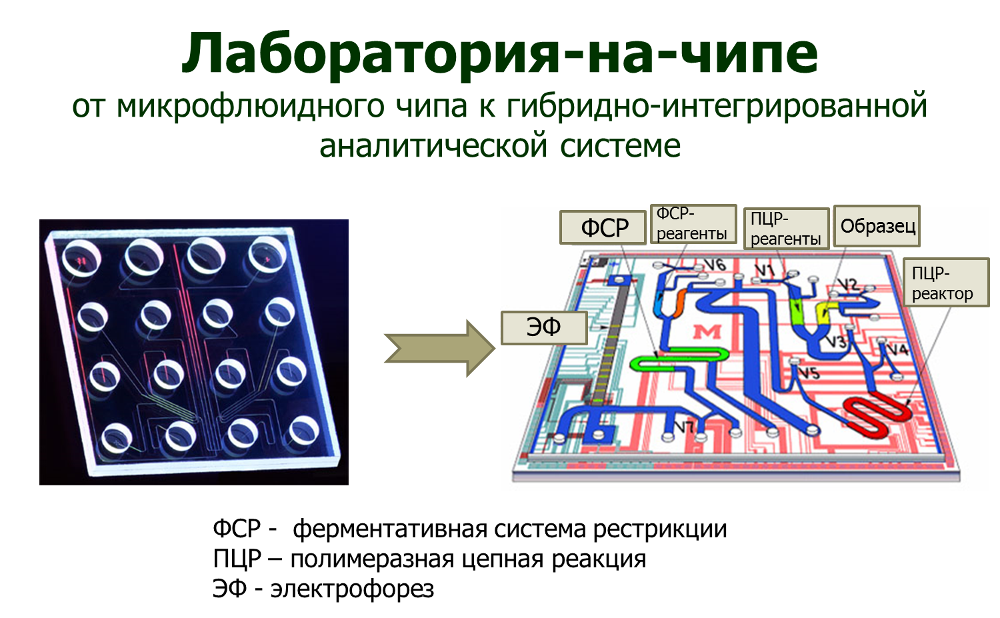 Лаборатория-на-чипе
от микрофлюидного чипа к гибридно-интегрированной
аналитической системе
ФСР
ФСР-
реагенты
ПЦР-
реагенты
Образец
ПЦР-
реактор
ЭФ
V6
V1
V2
V3
V4
V5
V7
M
ФСР -  ферментативная система рестрикции
ПЦР – полимеразная цепная реакция
ЭФ - электрофорез